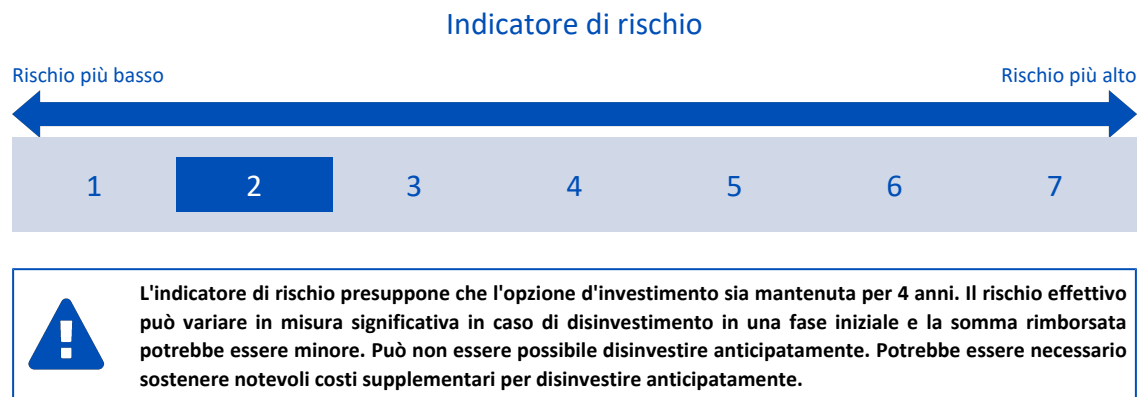 Indicatore di rischio
Rischio più basso
Rischio più alto
1 2 3 4 5 6 7
L'indicatore di rischio presuppone che l'opzione d'investimento sia mantenuta per 4 anni. Il rischio effettivo
può variare in misura significativa in caso di disinvestimento in una fase iniziale e la somma rimborsata
potrebbe essere minore. Può non essere possibile disinvestire anticipatamente. Potrebbe essere necessario
sostenere notevoli costi supplementari per disinvestire anticipatamente.